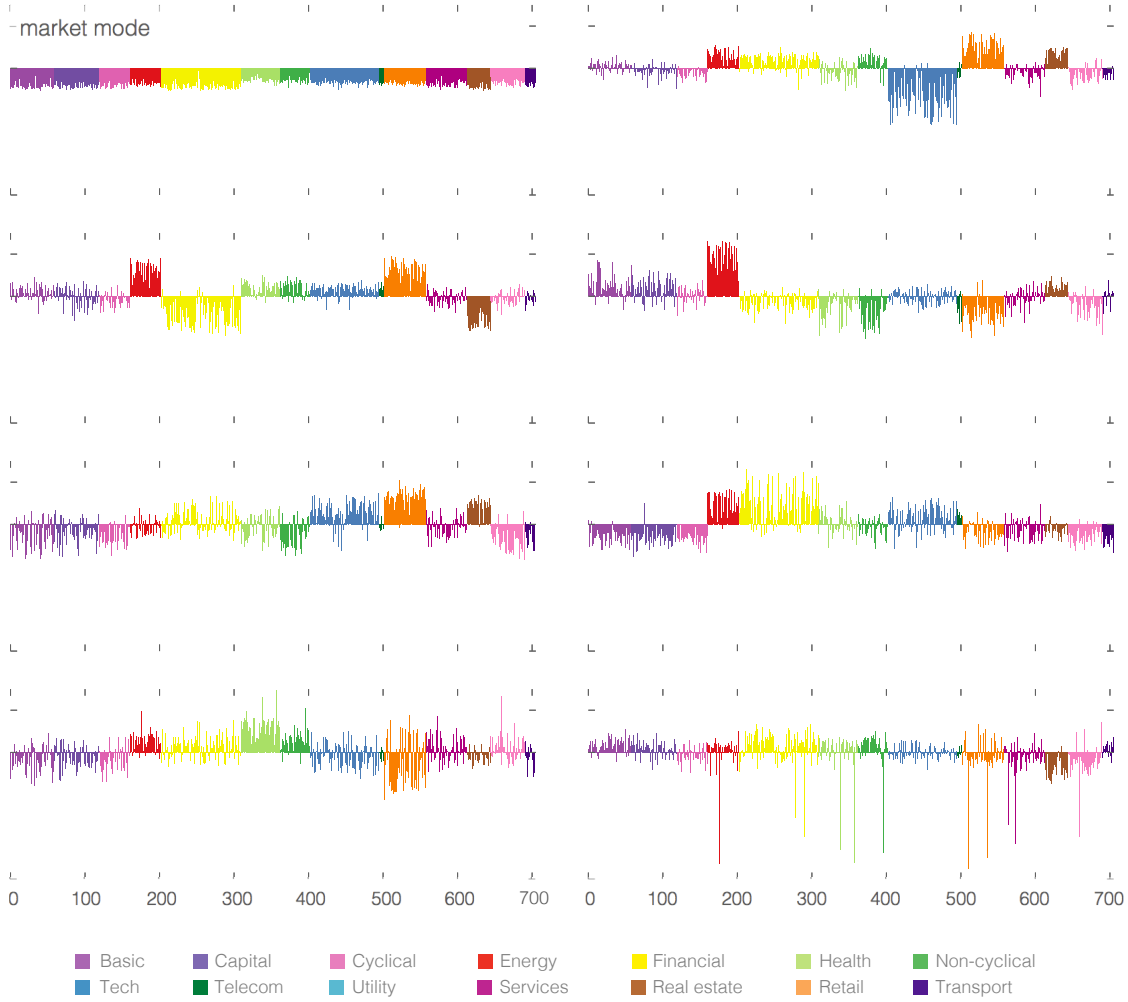 market mode
0 100 200 300 400 500 600 700 0 100 200 300 400 500 600 700
Basic Capital Cyclical Energy Financial Health Non-cyclical
Tech Telecom Utility Services Real estate Retail Transport